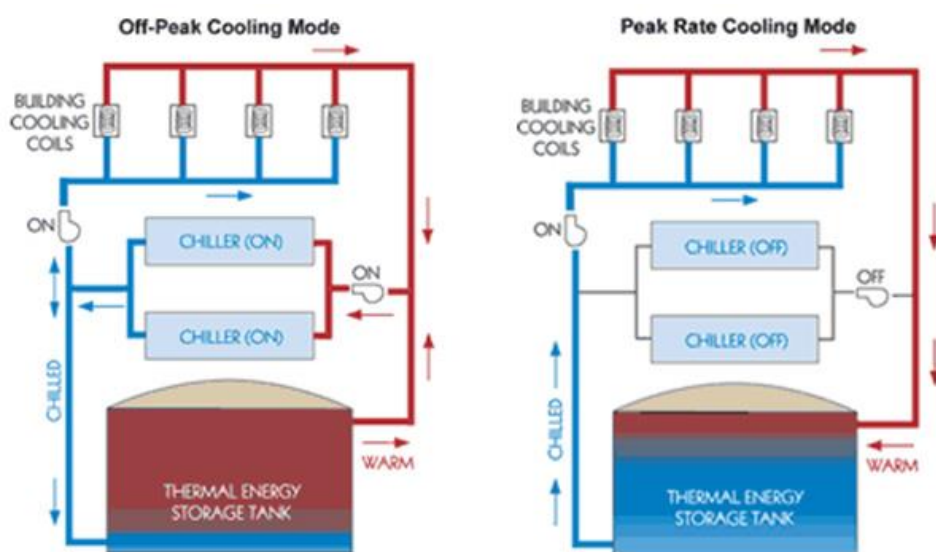 Off-Peak Cooling Mode
BUILDING
COOLING
COILS
ON
CHILLER (ON)
ON
CHILLER (ON)
CHILLED
WARM
THERMAL ENERGY
STORAGE TANK
Peak Rate Cooling Mode
BUILDING
COOLING
COILS
ON
CHILLER (OFF)
OFF
CHILLER (OFF)
CHILLED
WARM
THERMAL ENERGY
STORAGE TANK